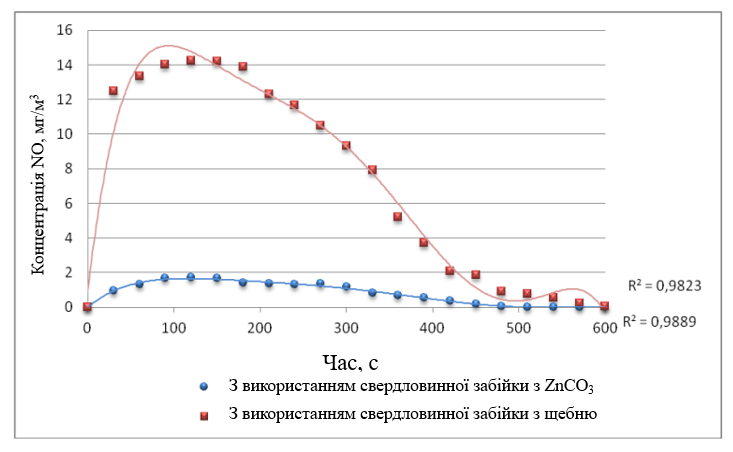 16
14
12
10
8
6
4
2
0
Концентрація NO, мг/м³
0 100 200 300 400 500 600
R² = 0,9823
R² = 0,9889
Час, с
З використанням свердловинної забійки з ZnCO₃
З використанням свердловинної забійки з щебню